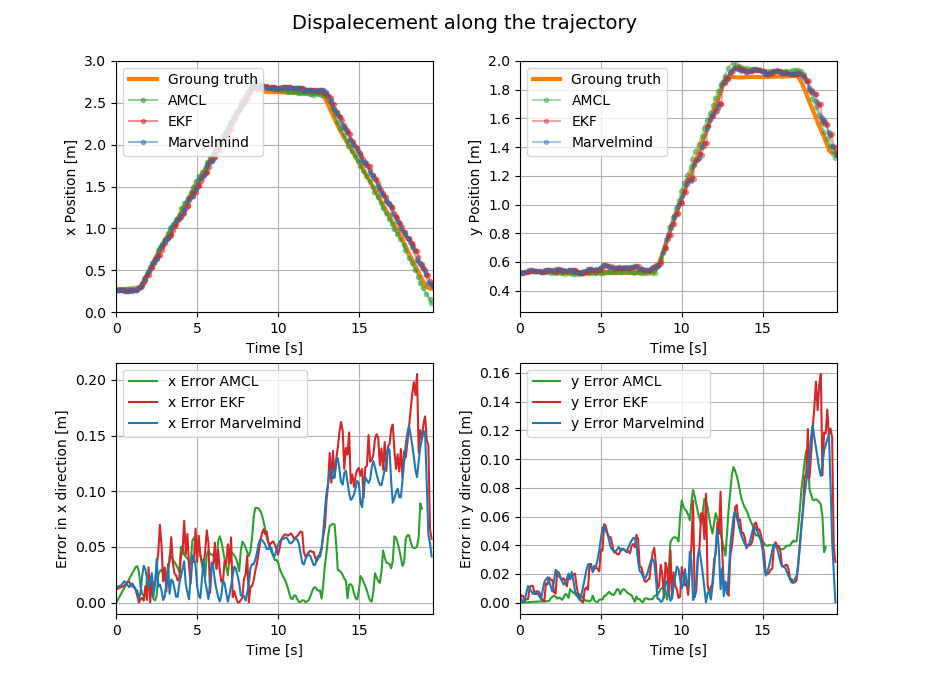 Dispalecement along the trajectory
3.0
2.5
2.0
1.5
1.0
0.5
0.0
x Position [m]
Groung truth
AMCL
EKF
Marvelmind
0
5
10
15
Time [s]
2.0
1.8
1.6
1.4
1.2
1.0
0.8
0.6
0.4
y Position [m]
Groung truth
AMCL
EKF
Marvelmind
0
5
10
15
Time [s]
0.20
0.15
0.10
0.05
0.00
Error in x direction [m]
x Error AMCL
x Error EKF
x Error Marvelmind
0
5
10
15
Time [s]
0.16
0.14
0.12
0.10
0.08
0.06
0.04
0.02
0.00
Error in y direction [m]
y Error AMCL
y Error EKF
y Error Marvelmind
0
5
10
15
Time [s]